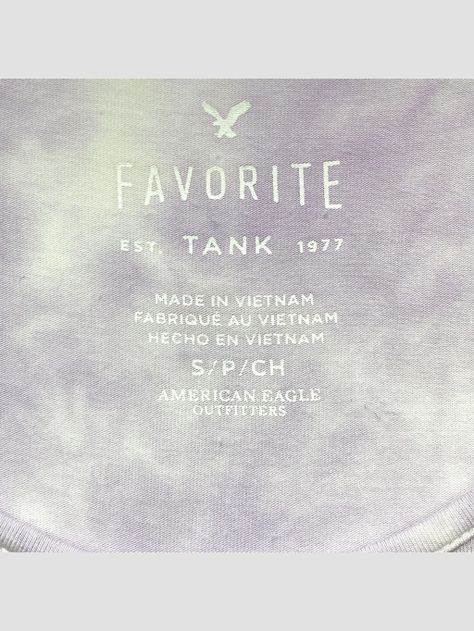 FAVORITE
EST. TANK 1977
MADE IN VIETNAM
FABRIQUÉ AU VIETNAM
HECHO EN VIETNAM
S/P/CH
AMERICAN EAGLE
OUTFITTERS